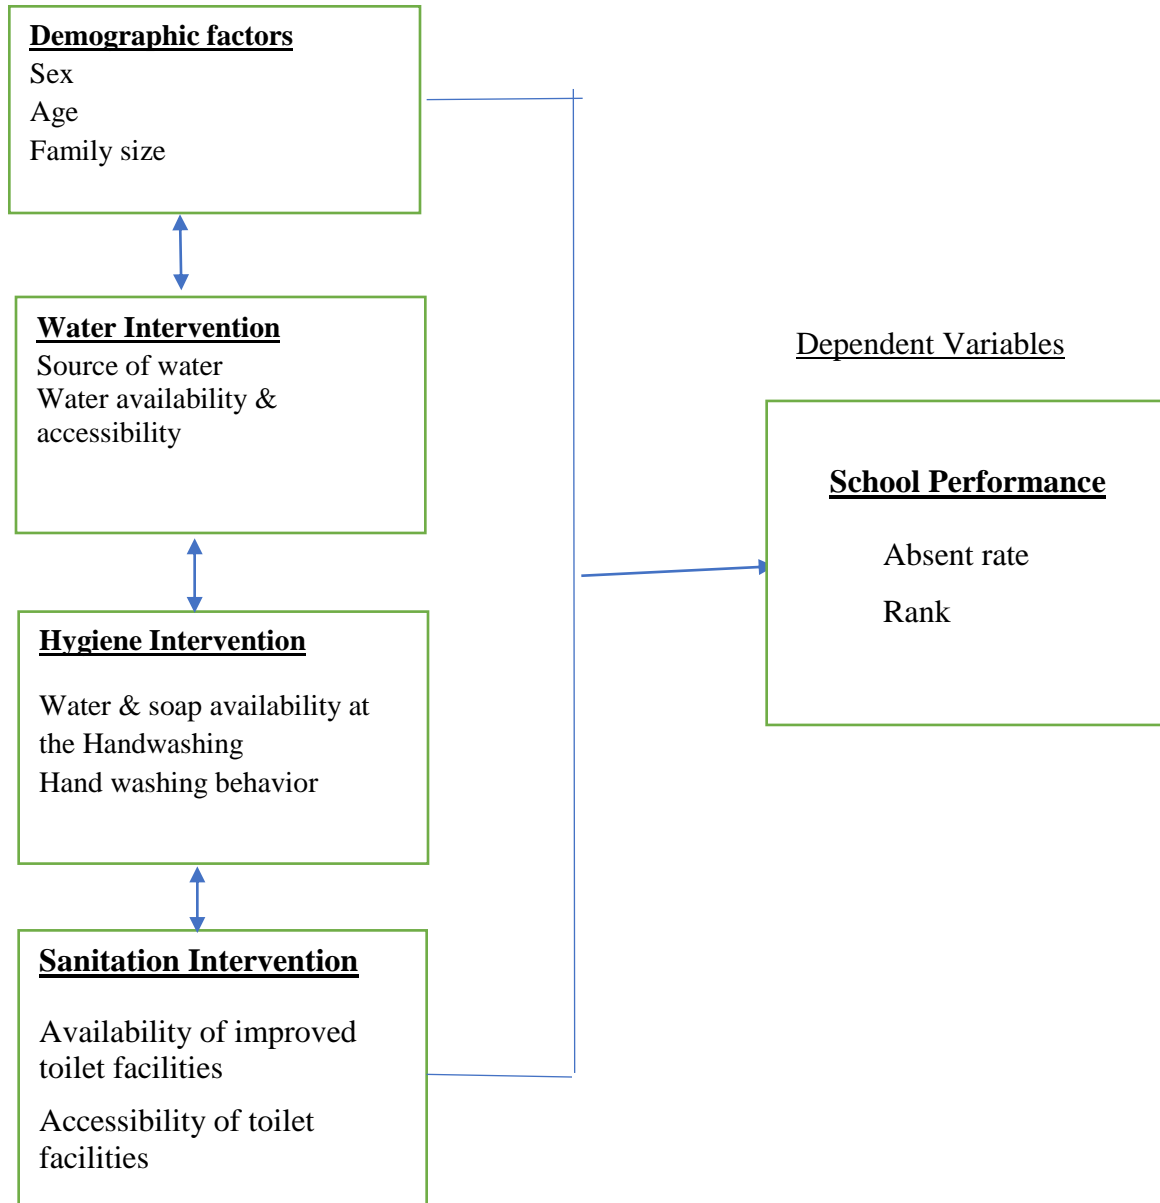 Demographic factors
Sex
Age
Family size
Water Intervention
Source of water
Water availability &
accessibility
Hygiene Intervention
Water & soap availability at
the Handwashing
Hand washing behavior
Sanitation Intervention
Availability of improved
toilet facilities
Accessibility of toilet
facilities
Dependent Variables
School Performance
Absent rate
Rank